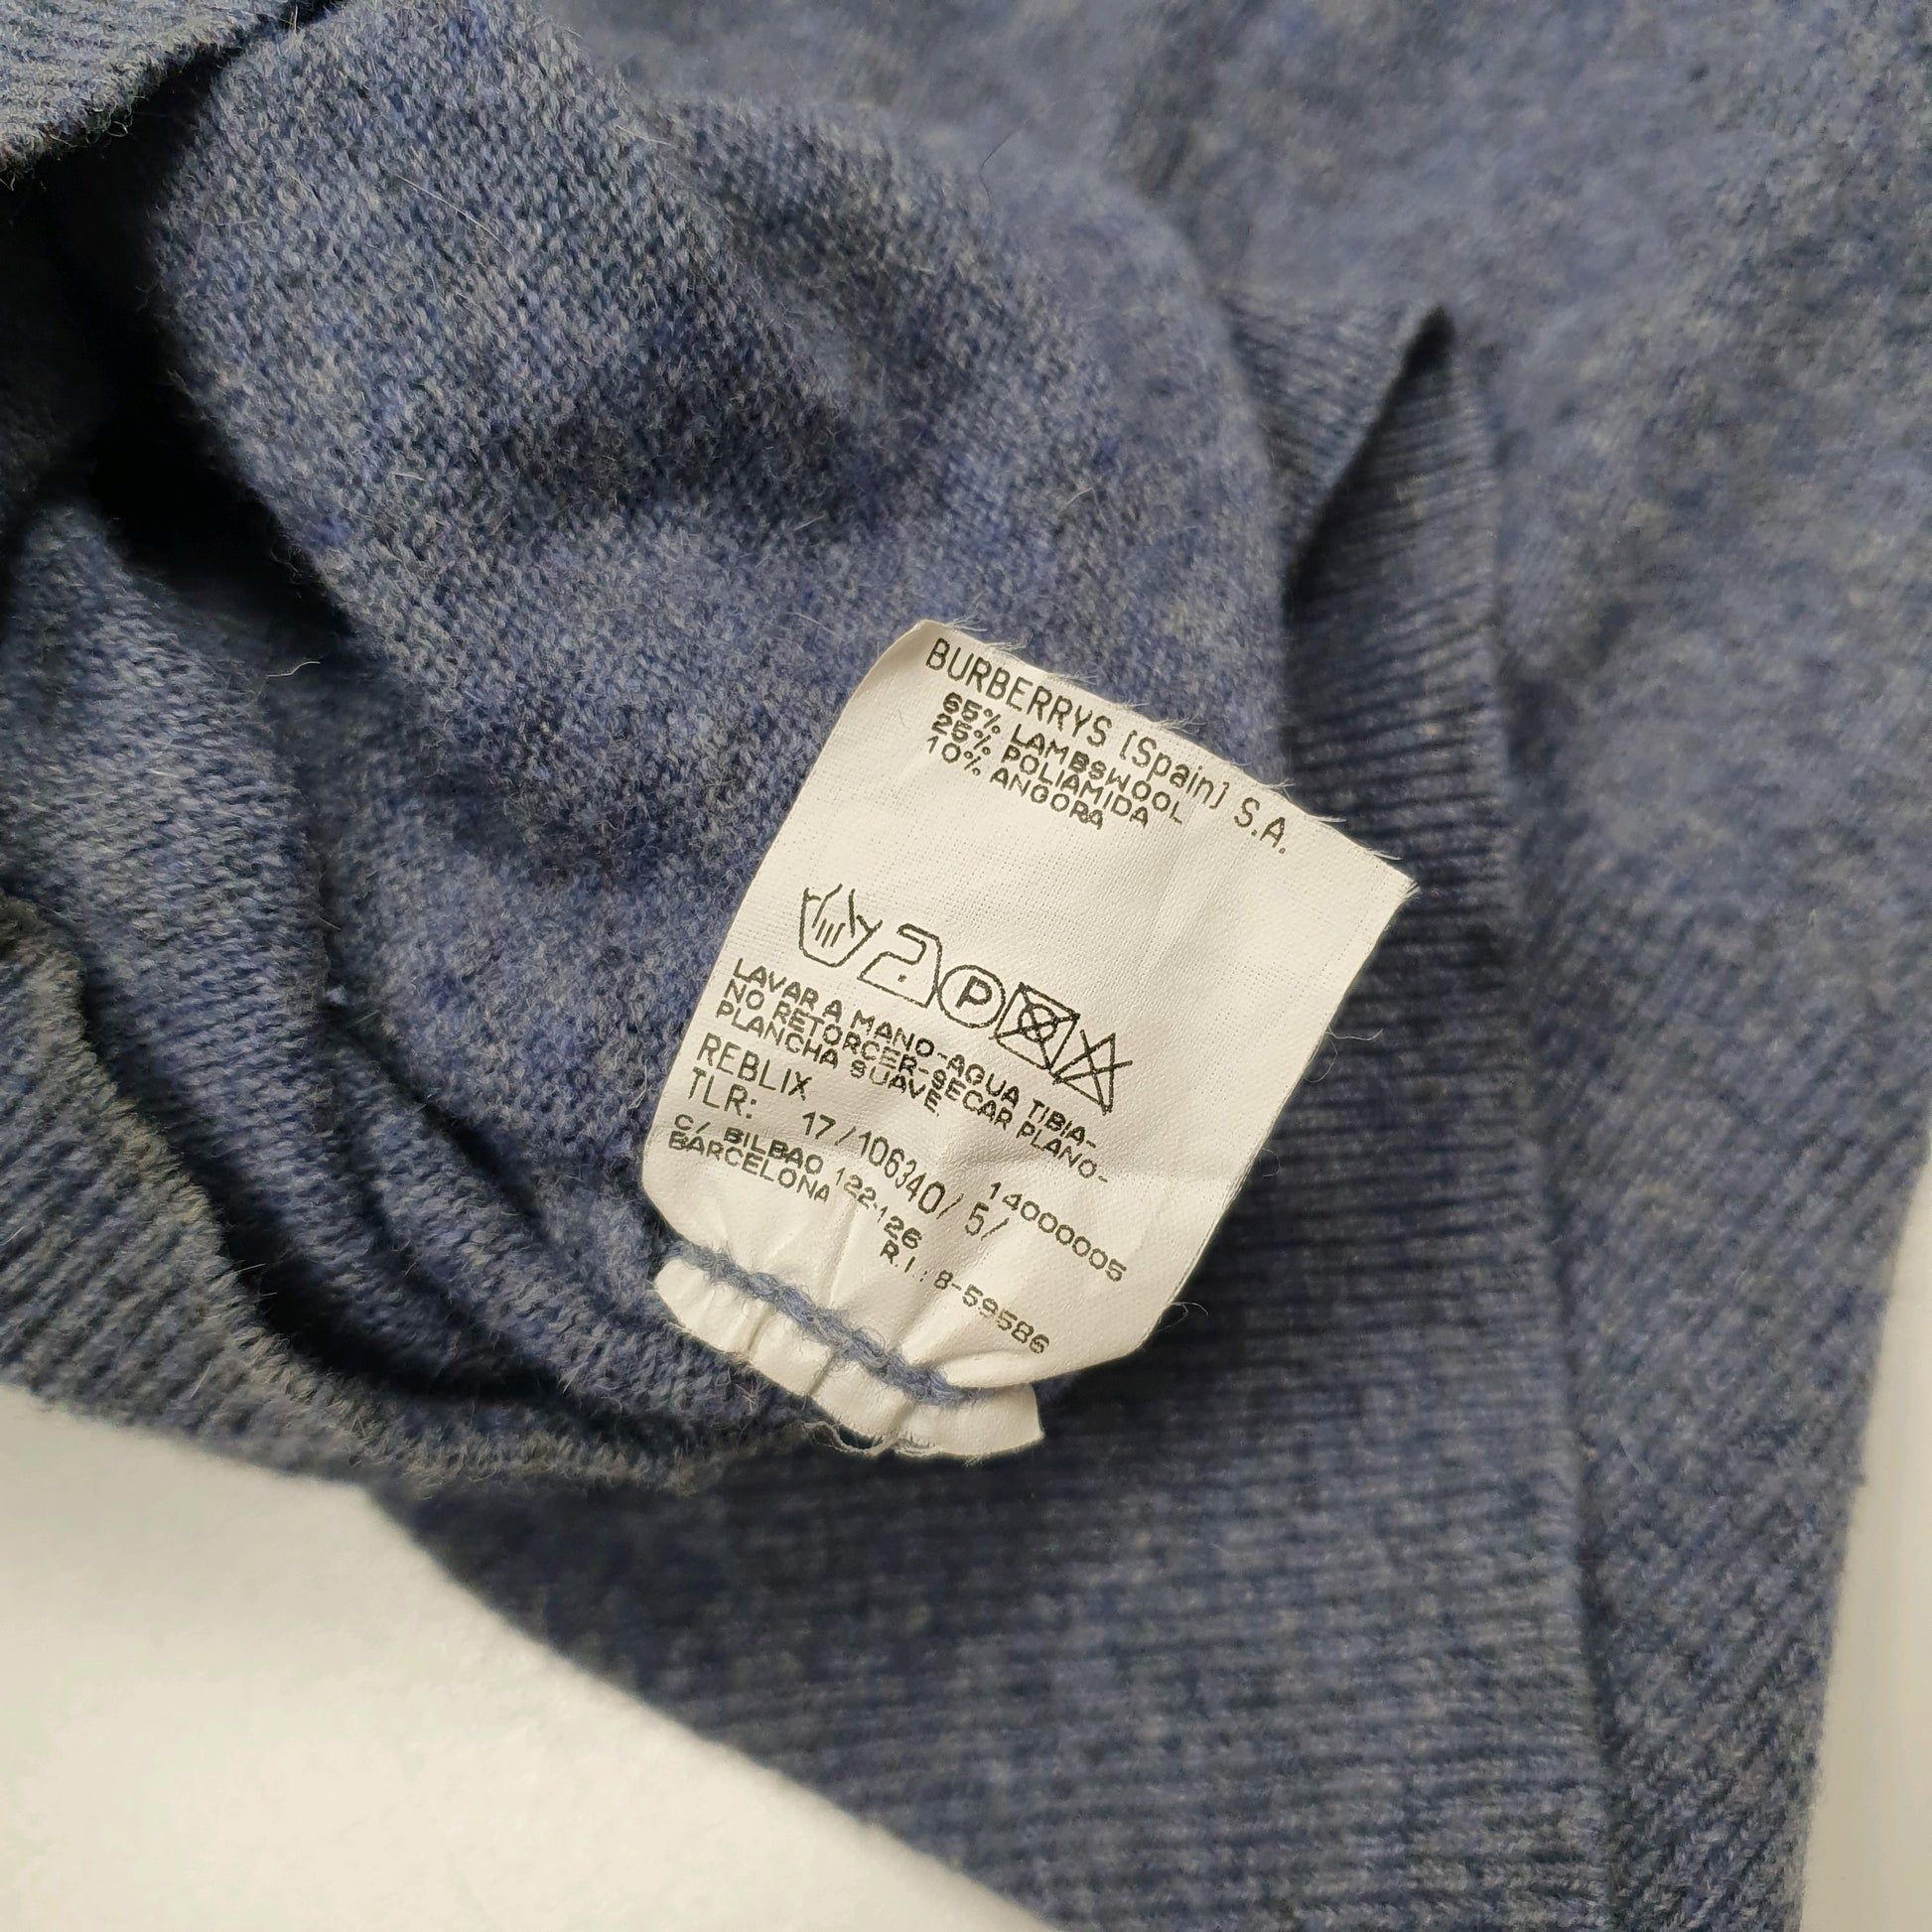 BURBERRYS (Spain) S.A.
65% LAMBSWOOL
25% POLIAMIDA
10% ANGORA
P
LAVAR A MANO-AGUA TIBIA-
NO RETORCER-SECAR PLANO-
PLANCHA SUAVE.
REBLIX 14000005
TLR: 17/106340/ 5/
C/ BILBAO 122-126
BARCELONA R.I.: 8-59586